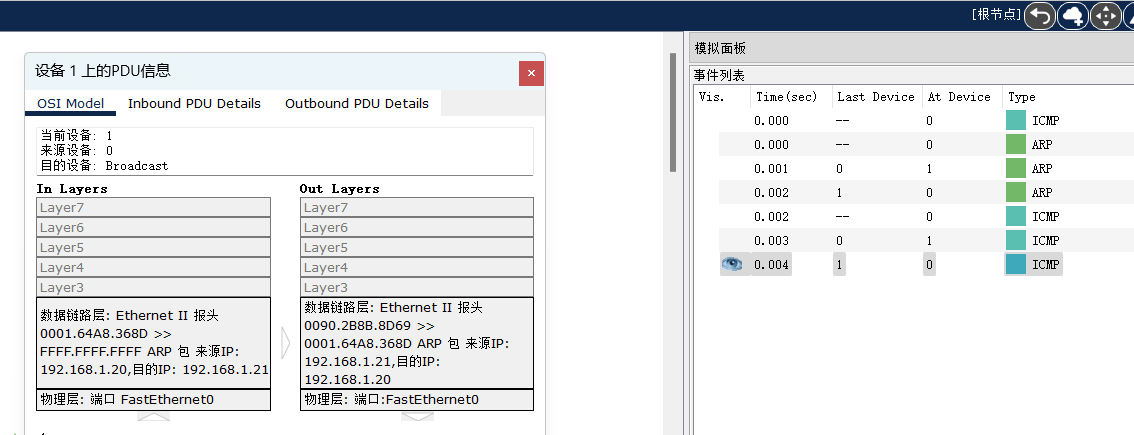 [根节点]
设备 1 上的PDU信息
×
OSI Model Inbound PDU Details Outbound PDU Details
当前设备: 1
来源设备: 0
目的设备: Broadcast
In Layers
Layer7
Layer6
Layer5
Layer4
Layer3
数据链路层: Ethernet II 报头
0001.64A8.368D >>
FFFF.FFFF.FFFF ARP 包 来源IP:
192.168.1.20,目的IP: 192.168.1.21
物理层: 端口 FastEthernet0
Out Layers
Layer7
Layer6
Layer5
Layer4
Layer3
数据链路层: Ethernet II 报头
0090.2B8B.8D69 >>
0001.64A8.368D ARP 包 来源IP:
192.168.1.21,目的IP:
192.168.1.20
物理层: 端口:FastEthernet0
模拟面板
事件列表
Vis. Time(sec) Last Device At Device Type
0.000 -- 0 ICMP
0.000 -- 0 ARP
0.001 0 1 ARP
0.002 1 0 ARP
0.002 -- 0 ICMP
0.003 0 1 ICMP
0.004 1 0 ICMP